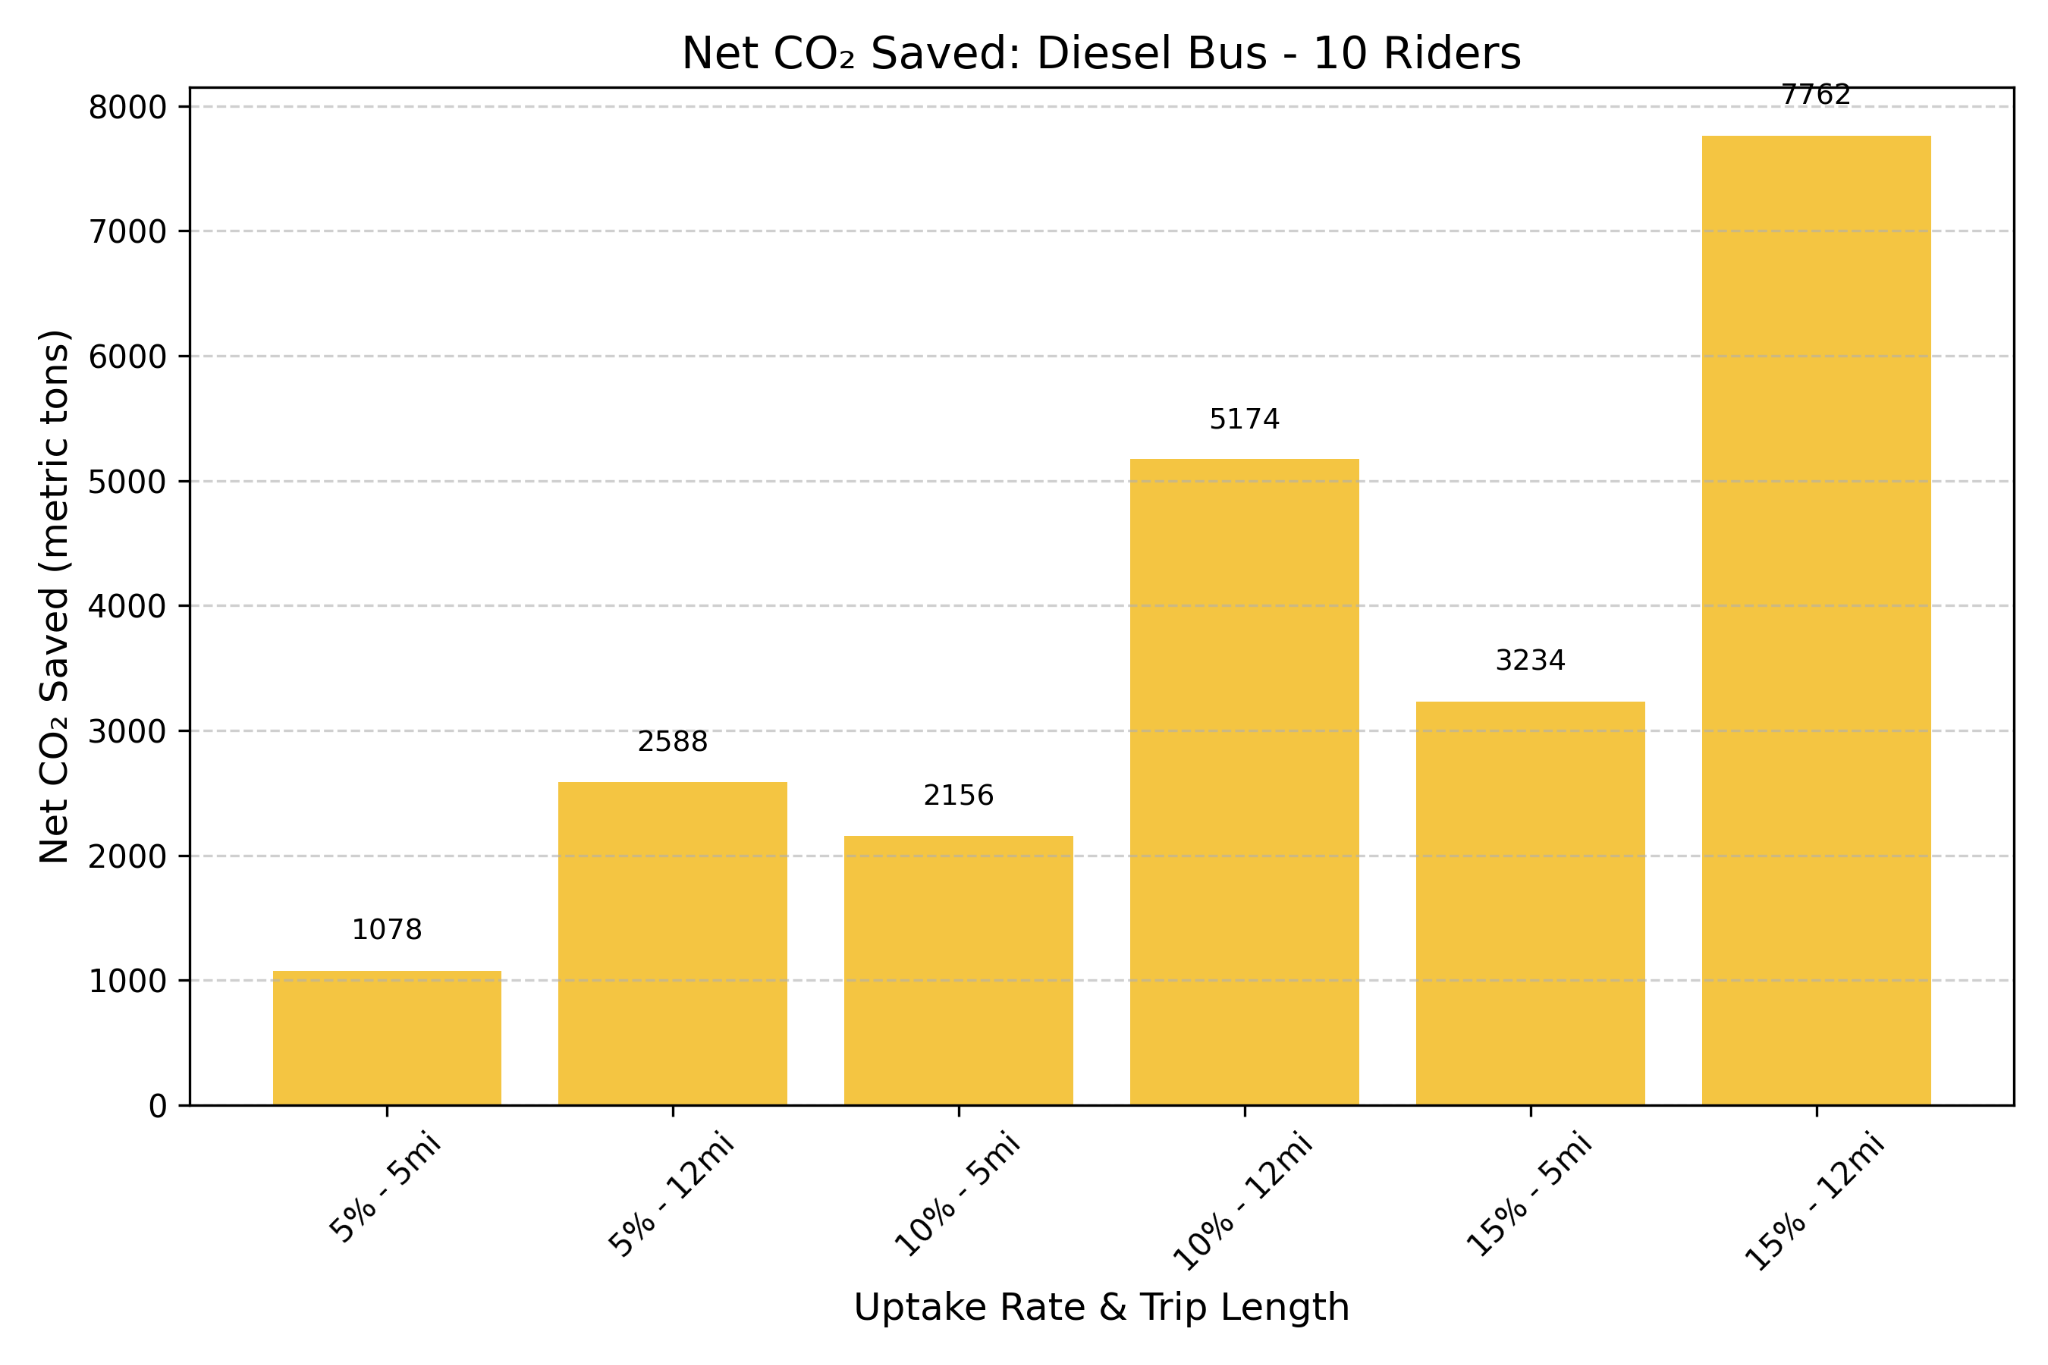 Net CO₂ Saved: Diesel Bus - 10 Riders
Net CO₂ Saved (metric tons)
8000
7000
6000
5000
4000
3000
2000
1000
0
1078
2588
2156
5174
3234
7762
5% - 5mi
5% - 12mi
10% - 5mi
10% - 12mi
15% - 5mi
15% - 12mi
Uptake Rate & Trip Length